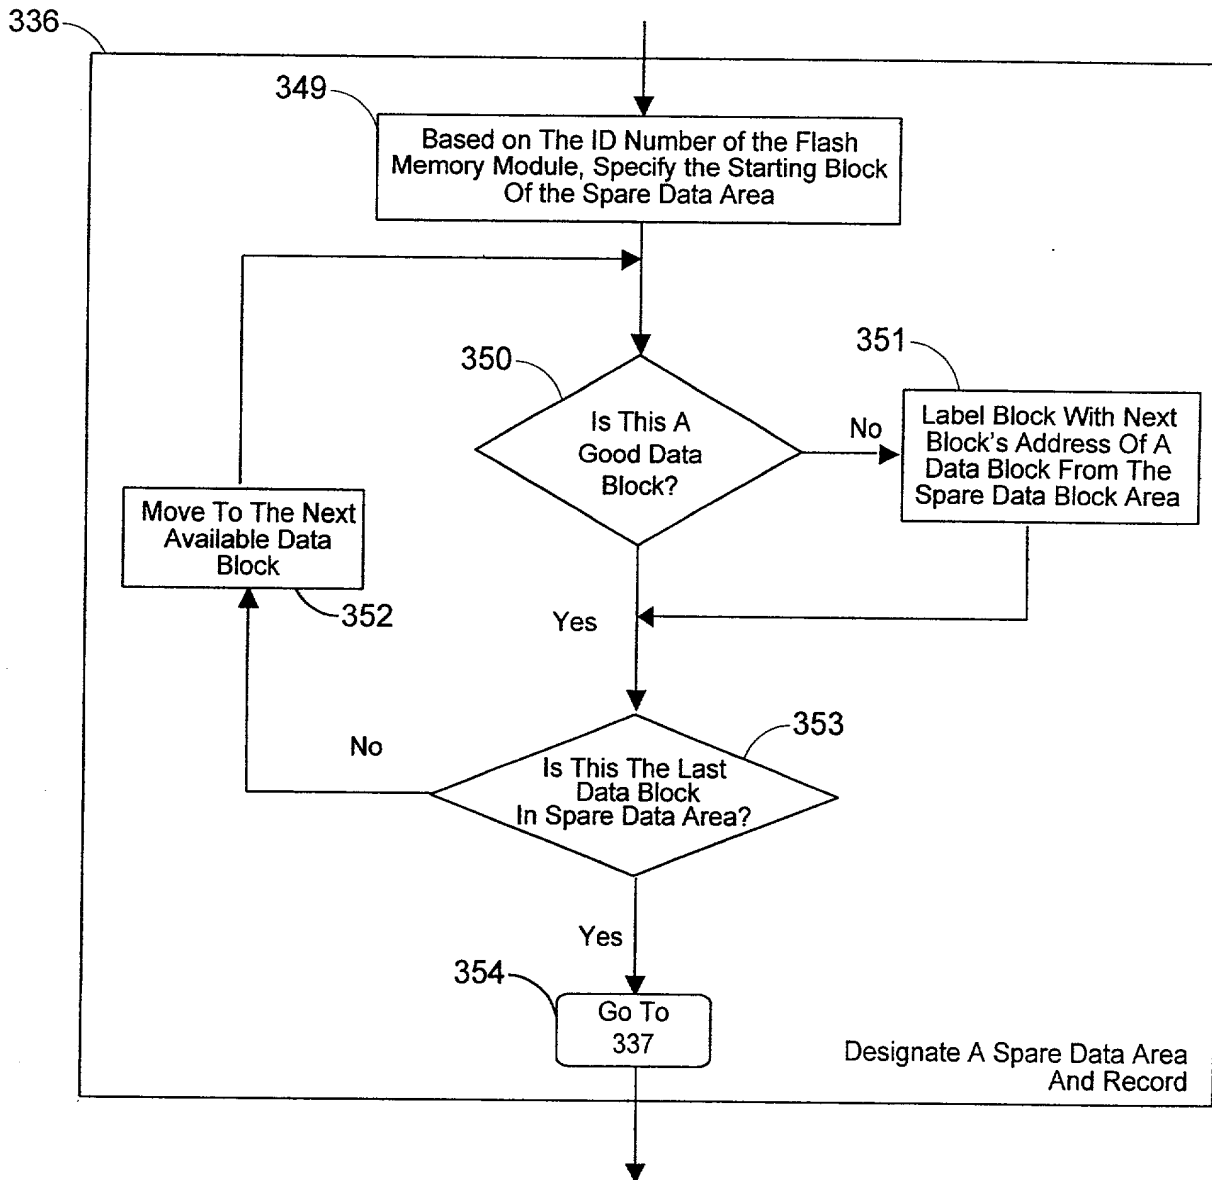 336
349
Based on The ID Number of the Flash
Memory Module, Specify the Starting Block
Of the Spare Data Area
350
Is This A
Good Data
Block?
No
351
Label Block With Next
Block's Address Of A
Data Block From The
Spare Data Block Area
Move To The Next
Available Data
Block
352
Yes
353
No
Is This The Last
Data Block
In Spare Data Area?
Yes
354
Go To
337
Designate A Spare Data Area
And Record